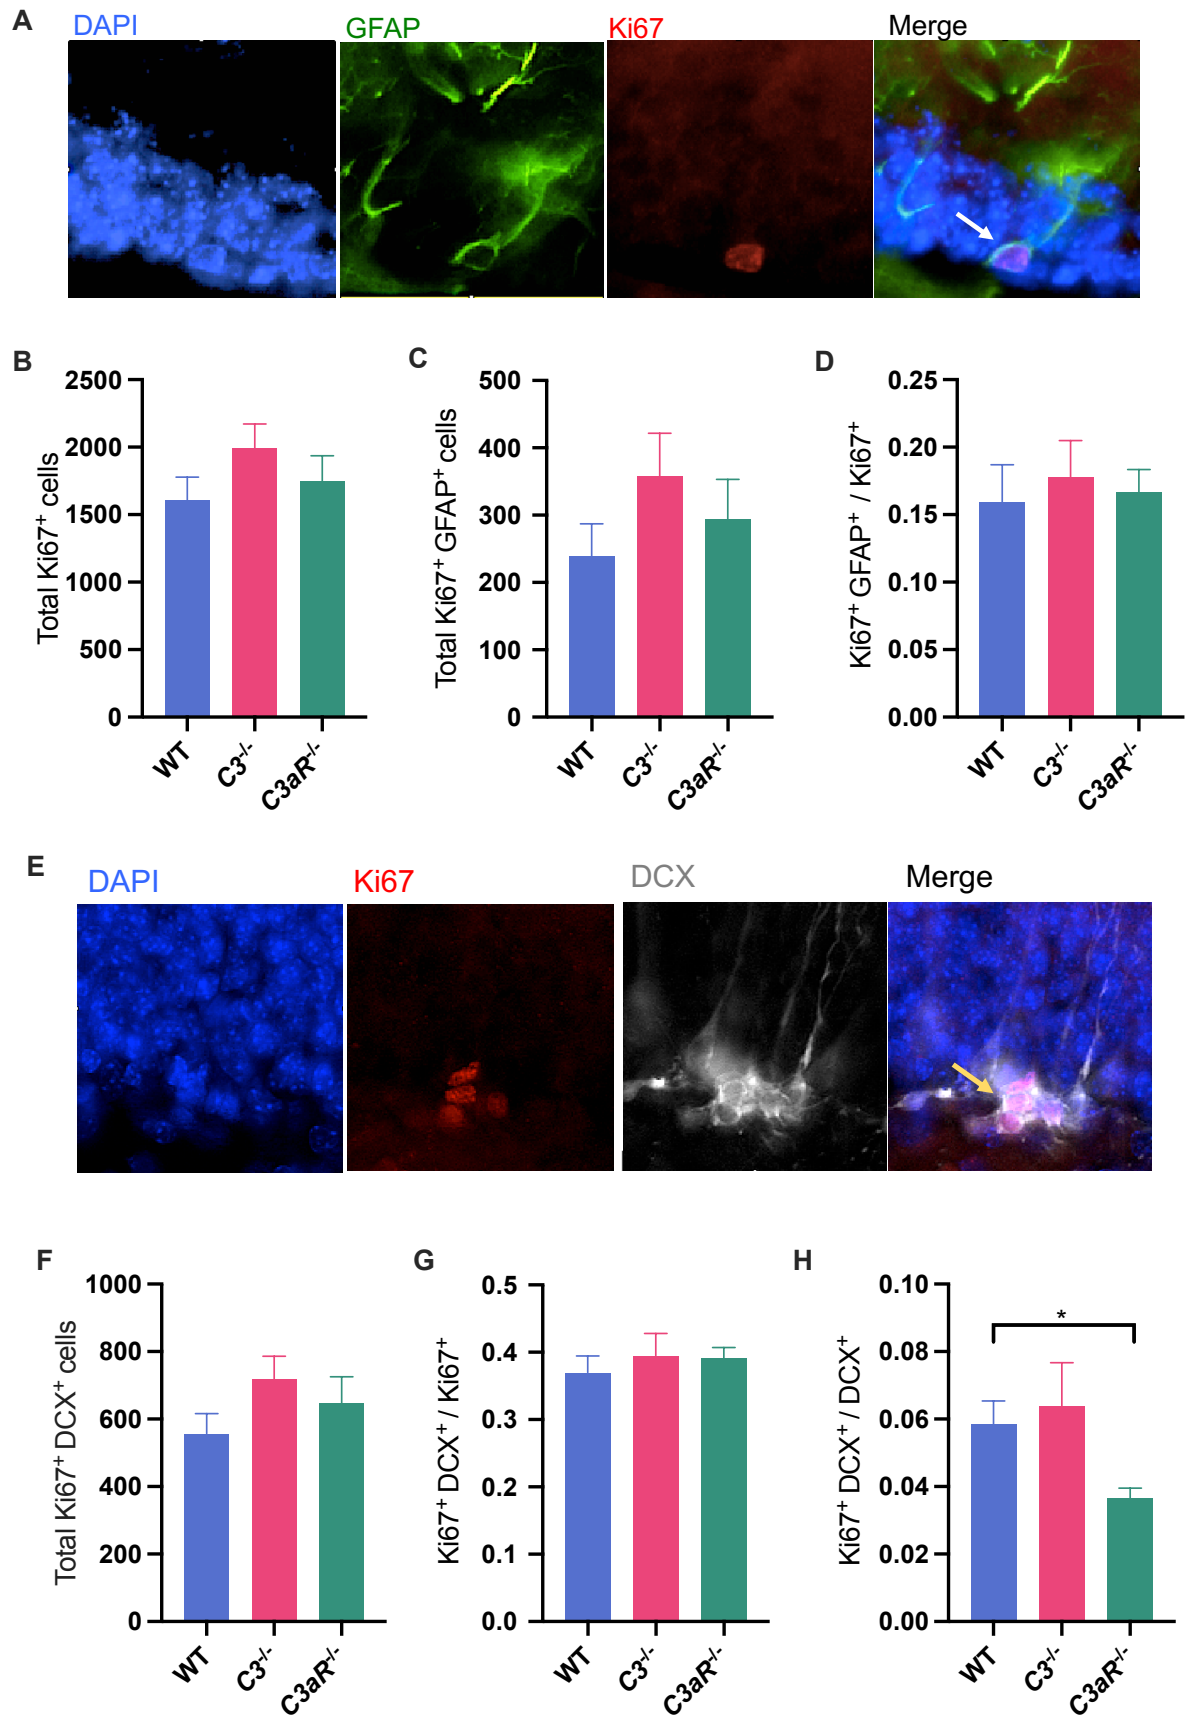 A
DAPI
GFAP
Ki67
Merge
B
Total Ki67⁺ cells
2500
2000
1500
1000
500
0
WT
C3⁻/⁻
C3aR⁻/⁻
C
Total Ki67⁺ GFAP⁺ cells
500
400
300
200
100
0
WT
C3⁻/⁻
C3aR⁻/⁻
D
Ki67⁺ GFAP⁺ / Ki67⁺
0.25
0.20
0.15
0.10
0.05
0.00
WT
C3⁻/⁻
C3aR⁻/⁻
E
DAPI
Ki67
DCX
Merge
F
Total Ki67⁺ DCX⁺ cells
1000
800
600
400
200
0
WT
C3⁻/⁻
C3aR⁻/⁻
G
Ki67⁺ DCX⁺ / Ki67⁺
0.5
0.4
0.3
0.2
0.1
0.0
WT
C3⁻/⁻
C3aR⁻/⁻
H
Ki67⁺ DCX⁺ / DCX⁺
0.10
0.08
0.06
0.04
0.02
0.00
*
WT
C3⁻/⁻
C3aR⁻/⁻